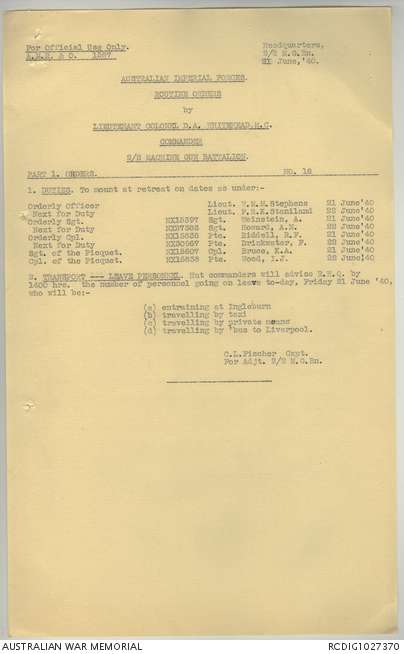 For Official Use Only.
Headquarters,
2/2 M.G.Bn.
21 June,'40.
AUSTRALIAN IMPERIAL FORCES.
ROUTINE ORDERS
by
LIEUTENANT COLONEL D.A. WHITEHEAD M.C.
COMMANDER
2/2 MACHINE GUN BATTALION.
PART 1. ORDERS. NO. 18
1. DUTIES. To mount at retreat on dates as under:-
Orderly Officer Lieut. Stephens 21 June'40
Next for Duty Lieut. Staniland 22 June'40
Orderly Sgt. Sgt. Weinstein, A. 21 June'40
Next for Duty Sgt. Howard, A.N. 22 June'40
Orderly Cpl. Pte. Riddell, R.F. 21 June'40
Next for Duty Pte. Drinkwater, F. 22 June'40
Sgt. of the Picquet. Cpl. Bruce, K.A. 21 June'40
Cpl. of the Picquet. Pte. Wood, I.F. 22 June'40
2. TRANSPORT --- LEAVE PERSONNEL. Hut commanders will advise B.H.Q. by
1400 hrs. the number of personnel going on leave to-day, Friday 21 June '40,
who will be:-
(a) entraining at Ingleburn
(b) travelling by taxi
(c) travelling by private means
(d) travelling by 'bus to Liverpool.
C.L.Fischer Capt.
For Adjt. 2/2 M.G.Bn.
AUSTRALIAN WAR MEMORIAL RCDIG1027370